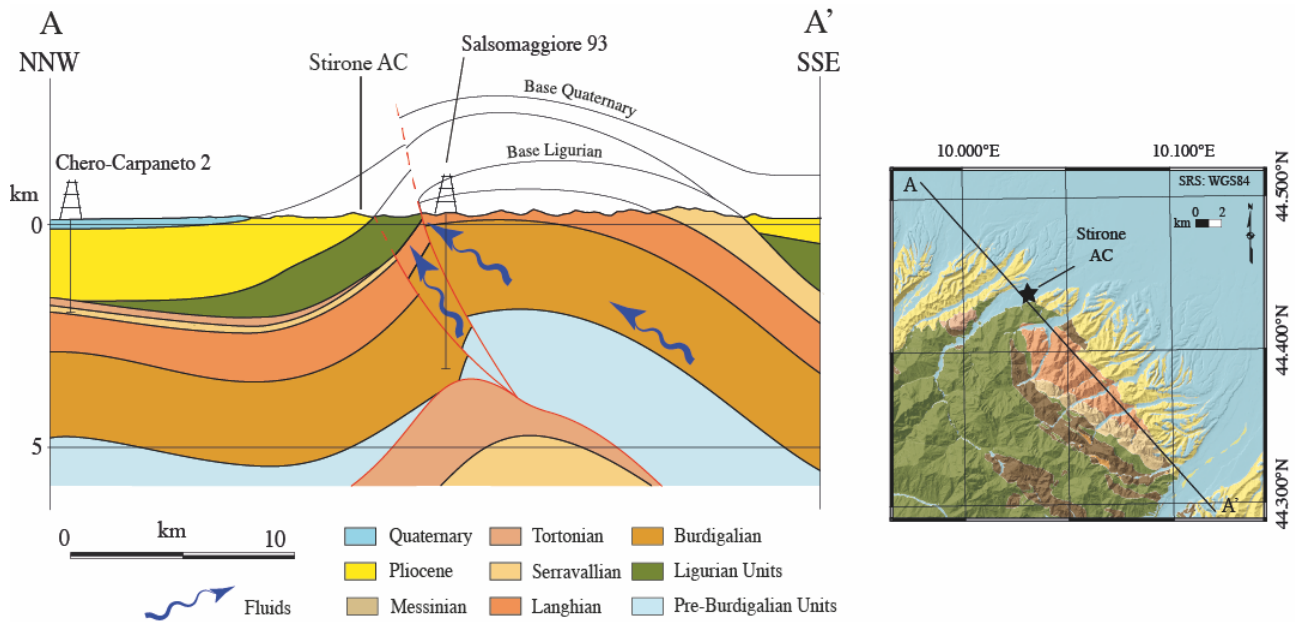 A
NNW
Stirone AC
Salsomaggiore 93
A'
SSE
Base Quaternary
Base Ligurian
Chero-Carpaneto 2
km
0
5
0 km 10
Fluids
Quaternary
Pliocene
Messinian
Tortonian
Serravallian
Langhian
Burdigalian
Ligurian Units
Pre-Burdigalian Units
10.000°E 10.100°E
A
SRS: WGS84
km 0 2
N
Stirone
AC
A'
44.500°N
44.400°N
44.300°N